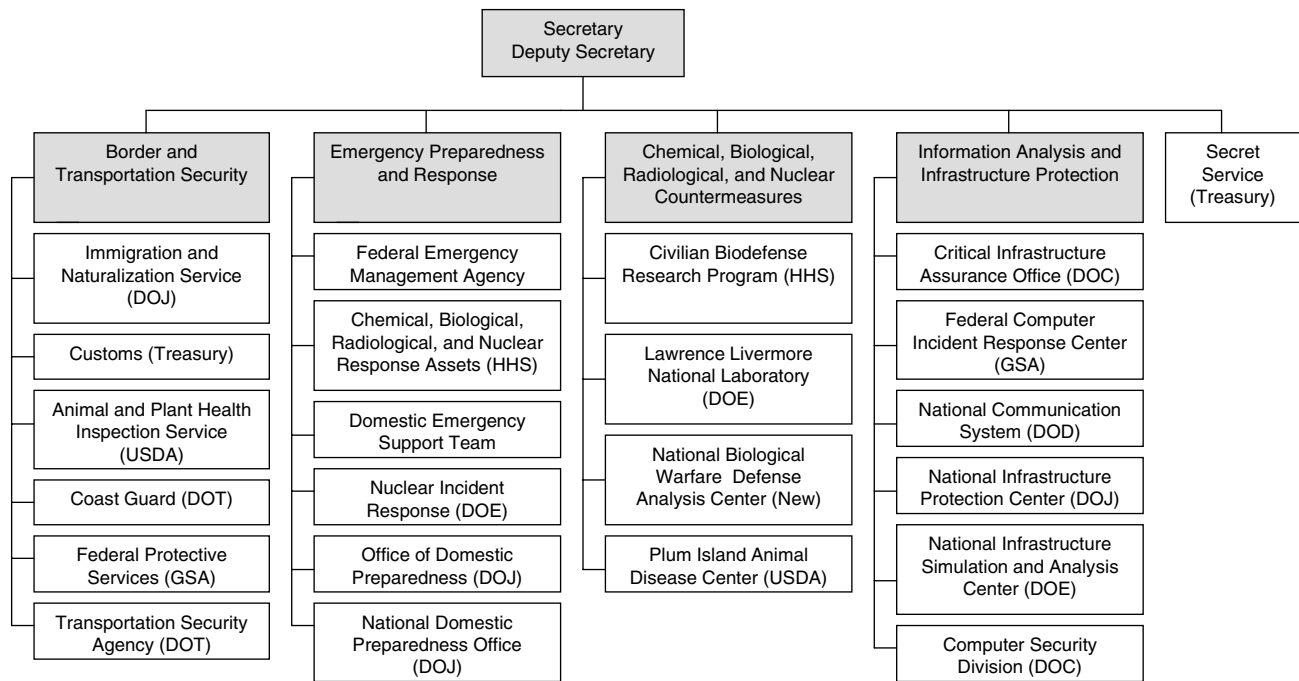 Secretary
Deputy Secretary
Border and
Transportation Security
Immigration and
Naturalization Service
(DOJ)
Customs (Treasury)
Animal and Plant Health
Inspection Service
(USDA)
Coast Guard (DOT)
Federal Protective
Services (GSA)
Transportation Security
Agency (DOT)
Emergency Preparedness
and Response
Federal Emergency
Management Agency
Chemical, Biological,
Radiological, and Nuclear
Response Assets (HHS)
Domestic Emergency
Support Team
Nuclear Incident
Response (DOE)
Office of Domestic
Preparedness (DOJ)
National Domestic
Preparedness Office
(DOJ)
Chemical, Biological,
Radiological, and Nuclear
Countermeasures
Civilian Biodefense
Research Program (HHS)
Lawrence Livermore
National Laboratory
(DOE)
National Biological
Warfare Defense
Analysis Center (New)
Plum Island Animal
Disease Center (USDA)
Information Analysis and
Infrastructure Protection
Critical Infrastructure
Assurance Office (DOC)
Federal Computer
Incident Response Center
(GSA)
National Communication
System (DOD)
National Infrastructure
Protection Center (DOJ)
National Infrastructure
Simulation and Analysis
Center (DOE)
Computer Security
Division (DOC)
Secret
Service
(Treasury)